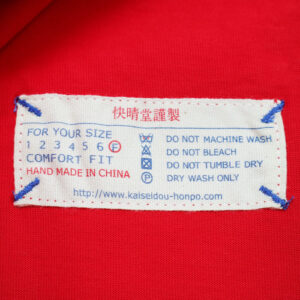 快晴堂謹製
FOR YOUR SIZE
1 2 3 4 5 6 F
COMFORT FIT
HAND MADE IN CHINA
DO NOT MACHINE WASH
DO NOT BLEACH
DO NOT TUMBLE DRY
P DRY WASH ONLY
http://www.kaiseidou-honpo.com